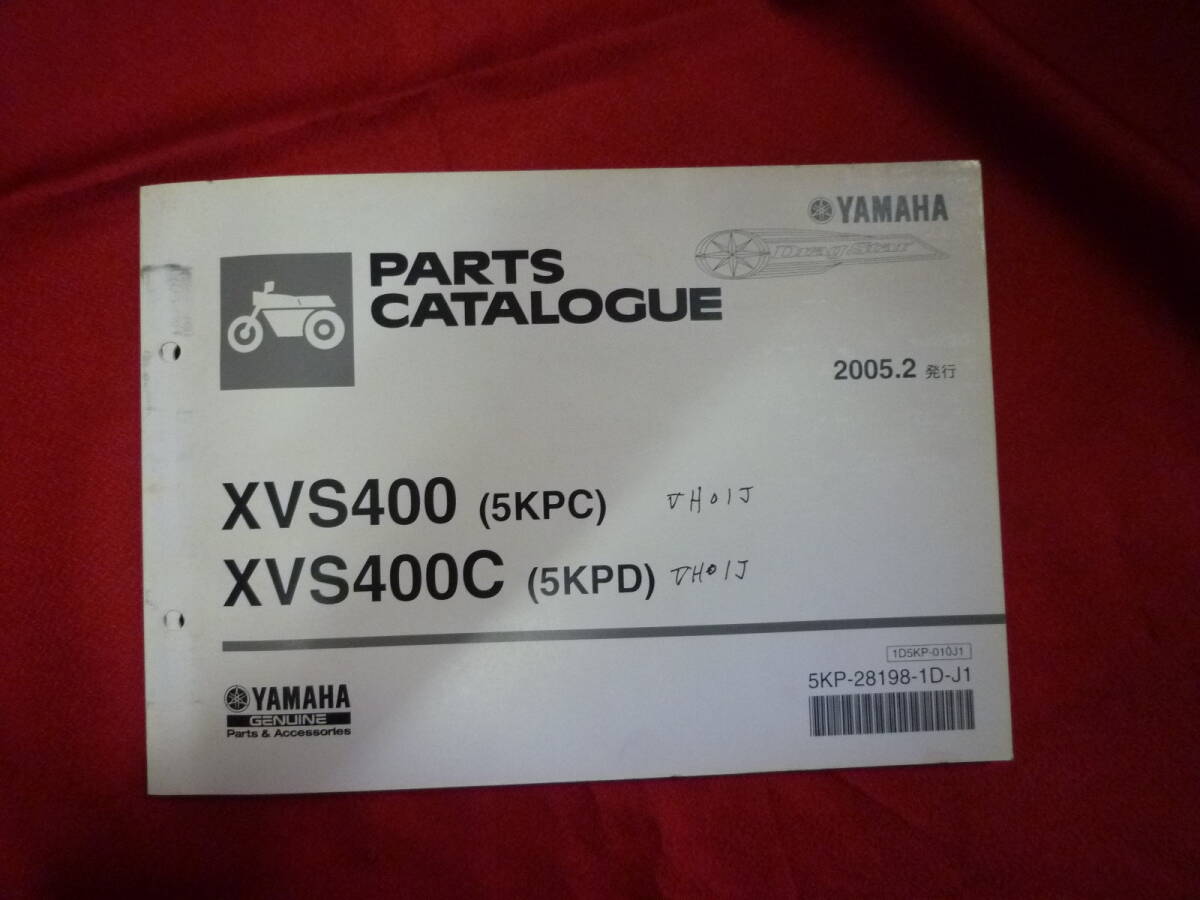 YAMAHA
DragStar
PARTS
CATALOGUE
2005.2 発行
XVS400 (5KPC) VH01J
XVS400C (5KPD) VH01J
1D5KP-010J1
5KP-28198-1D-J1
YAMAHA
GENUINE
Parts & Accessories